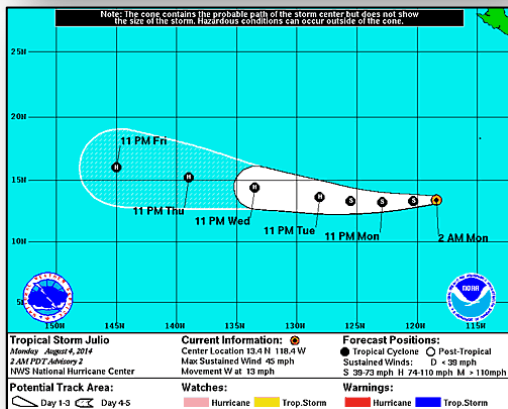 Note: The cone contains the probable path of the storm center but does not show
the size of the storm. Hazardous conditions can occur outside of the cone.
25N
20N
11 PM Fri
H
H
15N
11 PM Thu
H
11 PM Wed
H
11 PM Tue
S
S
11 PM Mon
S
2 AM Mon
10N
5N
NOAA
150W 145W 140W 135W 130W 125W 120W 115W
Tropical Storm Julio
Monday August 4, 2014
2 AM PDT Advisory 2
NWS National Hurricane Center
Current Information:
Center Location 13.4 N 118.4 W
Max Sustained Wind 45 mph
Movement W at 13 mph
Forecast Positions:
Tropical Cyclone Post-Tropical
Sustained Winds: D < 39 mph
S 39-73 mph H 74-110 mph M > 110mph
Potential Track Area:
Day 1-3 Day 4-5
Watches:
Hurricane Trop.Storm
Warnings:
Hurricane Trop.Storm